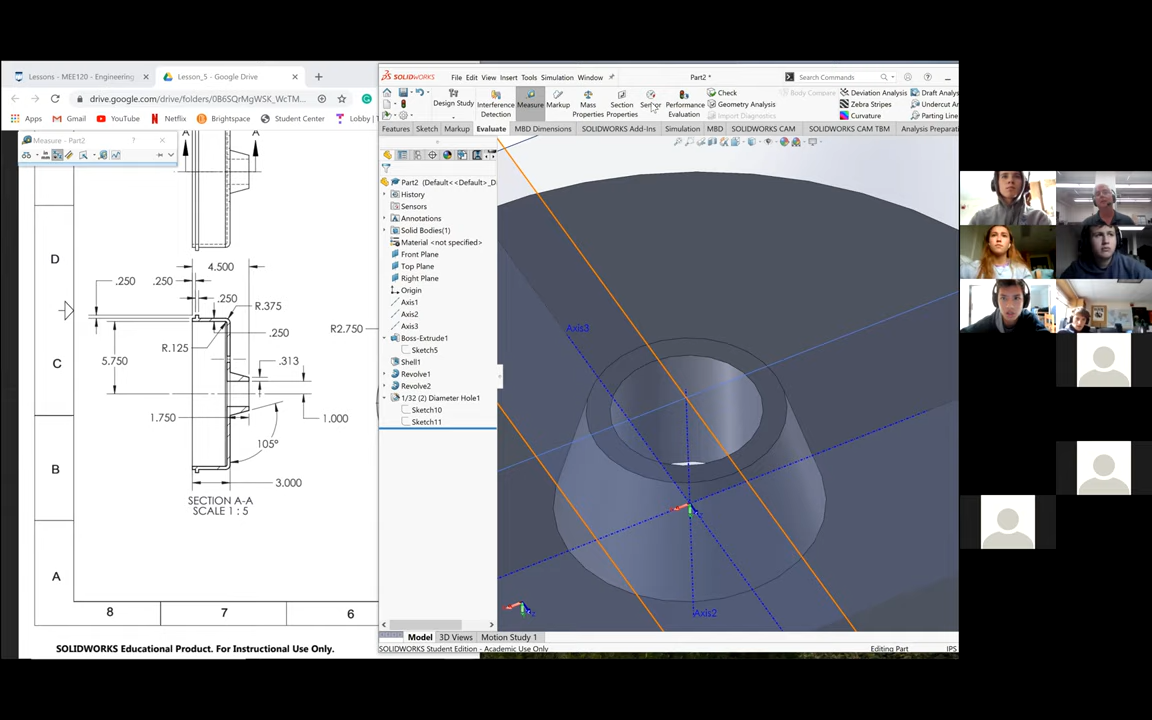 Lessons - MEE120 - Engineering
Lesson_5 - Google Drive
drive.google.com/drive/folders/0B6SQrMgWSK_WcTM...
Apps
Gmail
YouTube
Netflix
Brightspace
Student Center
Lobby |
Measure - Part2
?
A
A
D
C
B
A
4.500
.250
.250
.250
R.375
.250
R.125
R2.750
5.750
.313
1.750
1.000
105°
3.000
SECTION A-A
SCALE 1 : 5
8
7
6
SOLIDWORKS Educational Product. For Instructional Use Only.
SOLIDWORKS
File Edit View Insert Tools Simulation Window
Part2 *
Search Commands
Design Study
Interference Detection
Measure
Markup
Mass Properties
Section Properties
Sensor
Performance Evaluation
Check
Geometry Analysis
Import Diagnostics
Body Compare
Deviation Analysis
Zebra Stripes
Curvature
Draft Analy
Undercut An
Parting Line
Features Sketch Markup Evaluate MBD Dimensions SOLIDWORKS Add-Ins Simulation MBD SOLIDWORKS CAM SOLIDWORKS CAM TBM Analysis Preparati
Part2 (Default<<Default>_D
History
Sensors
Annotations
Solid Bodies(1)
Material <not specified>
Front Plane
Top Plane
Right Plane
Origin
Axis1
Axis2
Axis3
Boss-Extrude1
Sketch5
Shell1
Revolve1
Revolve2
1/32 (2) Diameter Hole1
Sketch10
Sketch11
Axis3
Axis2
Model 3D Views Motion Study 1
SOLIDWORKS Student Edition - Academic Use Only
Editing Part
IPS